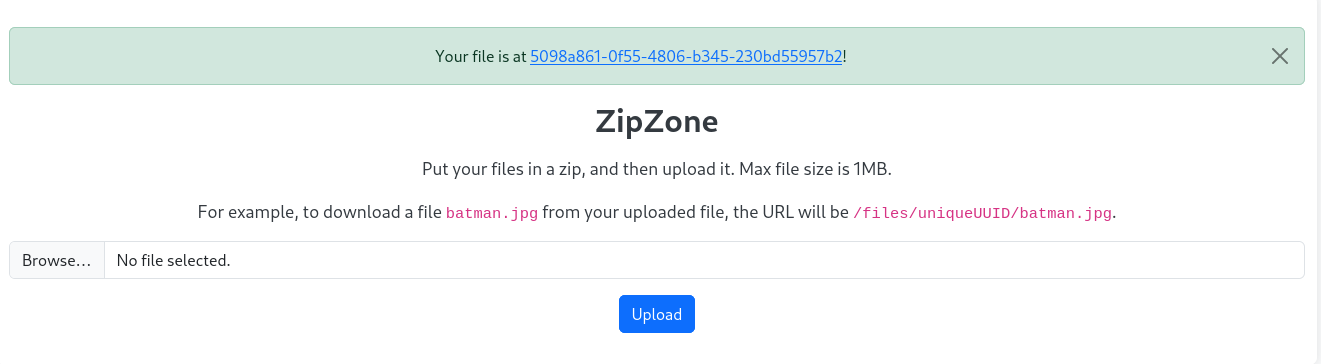 Your file is at 5098a861-0f55-4806-b345-230bd55957b2!
ZipZone
Put your files in a zip, and then upload it. Max file size is 1MB.
For example, to download a file batman.jpg from your uploaded file, the URL will be /files/uniqueUUID/batman.jpg.
Browse... No file selected.
Upload